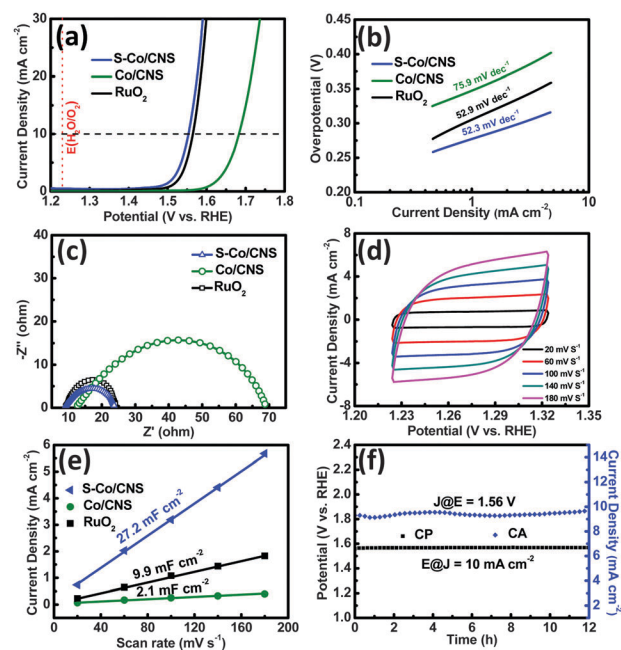 (a)
S-Co/CNS
Co/CNS
RuO2
E(H2O/O2)
Current Density (mA cm-2)
30
20
10
0
1.2 1.3 1.4 1.5 1.6 1.7 1.8
Potential (V vs. RHE)
(b)
S-Co/CNS
Co/CNS
RuO2
75.9 mV dec-1
52.9 mV dec-1
52.3 mV dec-1
Overpotential (V)
0.45
0.40
0.35
0.30
0.25
0.20
0.1 1 10
Current Density (mA cm-2)
(c)
S-Co/CNS
Co/CNS
RuO2
-Z'' (ohm)
-40
-30
-20
-10
0
0 10 20 30 40 50 60 70
Z' (ohm)
(d)
20 mV S-1
60 mV S-1
100 mV S-1
140 mV S-1
180 mV S-1
Current Density (mA cm-2)
8
4
0
-4
-8
1.20 1.23 1.26 1.29 1.32 1.35
Potential (V vs. RHE)
(e)
S-Co/CNS
Co/CNS
RuO2
27.2 mF cm-2
9.9 mF cm-2
2.1 mF cm-2
Current Density (mA cm-2)
6
5
4
3
2
1
0
0 40 80 120 160 200
Scan rate (mV s-1)
(f)
J@E = 1.56 V
CP
CA
E@J = 10 mA cm-2
Potential (V vs. RHE)
2.4
2.2
2.0
1.8
1.6
1.4
1.2
1.0
0 2 4 6 8 10 12
Time (h)
14
12
10
8
6
4
2
0
Current Density (mA cm-2)